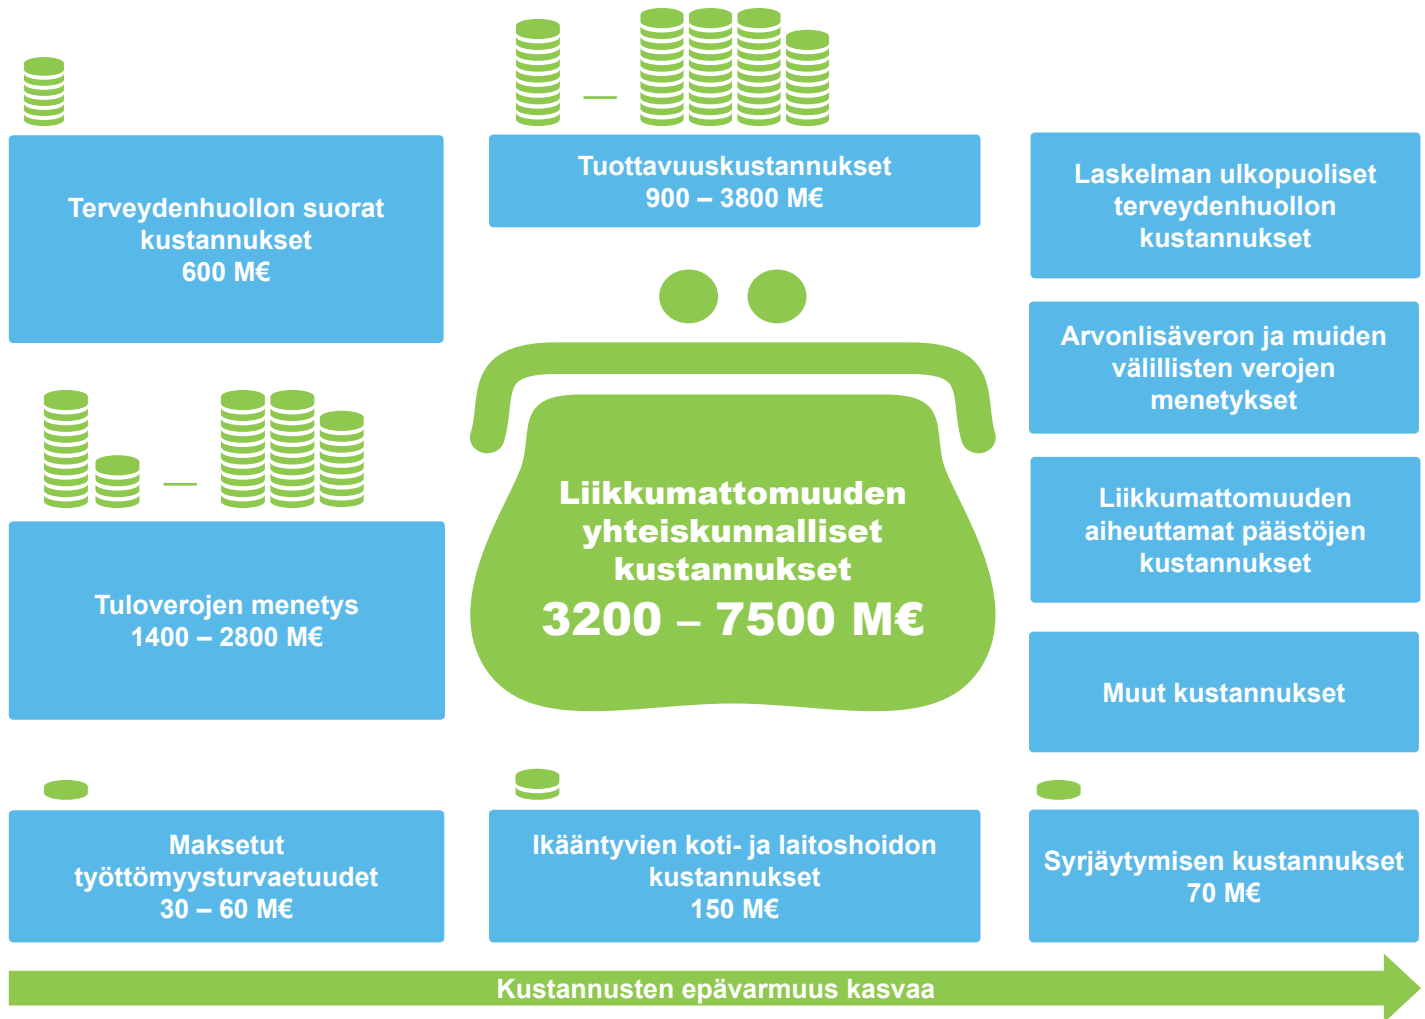 Terveydenhuollon suorat
kustannukset
600 M€
Tuottavuuskustannukset
900 – 3800 M€
Laskelman ulkopuoliset
terveydenhuollon
kustannukset
Arvonlisäveron ja muiden
välillisten verojen
menetykset
Liikkumattomuuden
yhteiskunnalliset
kustannukset
3200 – 7500 M€
Liikkumattomuuden
aiheuttamat päästöjen
kustannukset
Tuloverojen menetys
1400 – 2800 M€
Muut kustannukset
Maksetut
työttömyysturvaetuudet
30 – 60 M€
Ikääntyvien koti- ja laitoshoidon
kustannukset
150 M€
Syrjäytymisen kustannukset
70 M€
Kustannusten epävarmuus kasvaa